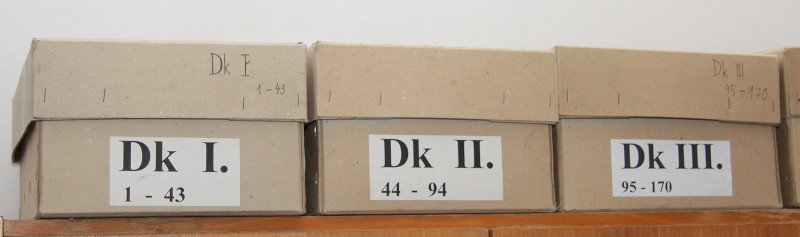 Dk I.
1-43
Dk III.
95-170
Dk I.
1 - 43
Dk II.
44 - 94
Dk III.
95 - 170